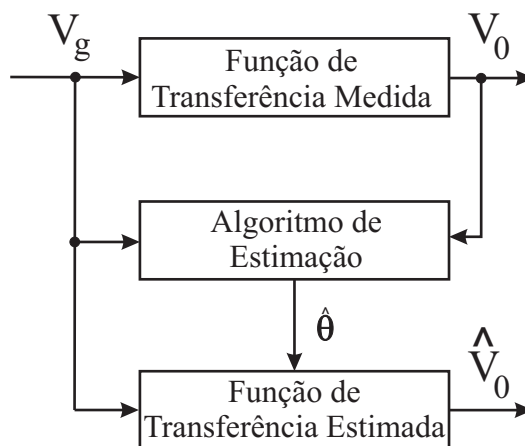 V_g
V_0
Função de
Transferência Medida
Algoritmo de
Estimação
θ̂
V̂_0
Função de
Transferência Estimada